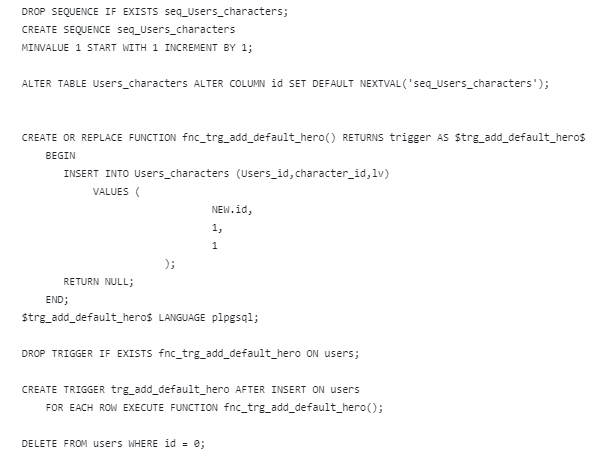 DROP SEQUENCE IF EXISTS seq_Users_characters;
CREATE SEQUENCE seq_Users_characters
MINVALUE 1 START WITH 1 INCREMENT BY 1;
ALTER TABLE Users_characters ALTER COLUMN id SET DEFAULT NEXTVAL('seq_Users_characters');
CREATE OR REPLACE FUNCTION fnc_trg_add_default_hero() RETURNS trigger AS $trg_add_default_hero$
BEGIN
INSERT INTO Users_characters (Users_id,character_id,lv)
VALUES (
NEW.id,
1,
1
);
RETURN NULL;
END;
$trg_add_default_hero$ LANGUAGE plpgsql;
DROP TRIGGER IF EXISTS fnc_trg_add_default_hero ON users;
CREATE TRIGGER trg_add_default_hero AFTER INSERT ON users
FOR EACH ROW EXECUTE FUNCTION fnc_trg_add_default_hero();
DELETE FROM users WHERE id = 0;